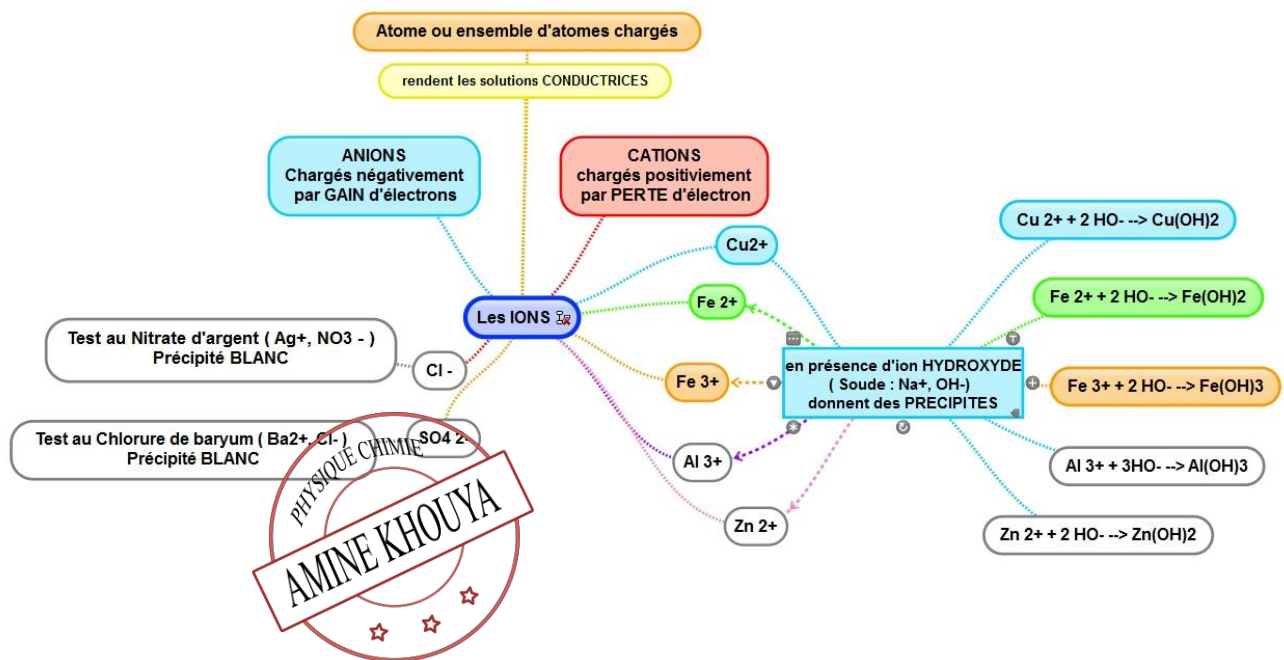 Atome ou ensemble d'atomes chargés
rendent les solutions CONDUCTRICES
ANIONS
Chargés négativement
par GAIN d'électrons
CATIONS
chargés positiviement
par PERTE d'électron
Les IONS
Cu2+
Fe 2+
Fe 3+
Al 3+
Zn 2+
Cl -
SO4 2-
Test au Nitrate d'argent ( Ag+, NO3 - )
Précipité BLANC
Test au Chlorure de baryum ( Ba2+, Cl- )
Précipité BLANC
en présence d'ion HYDROXYDE
( Soude : Na+, OH-)
donnent des PRECIPITES
Cu 2+ + 2 HO- --> Cu(OH)2
Fe 2+ + 2 HO- --> Fe(OH)2
Fe 3+ + 2 HO- --> Fe(OH)3
Al 3+ + 3HO- --> Al(OH)3
Zn 2+ + 2 HO- --> Zn(OH)2
PHYSIQUE CHIMIE
AMINE KHOUYA